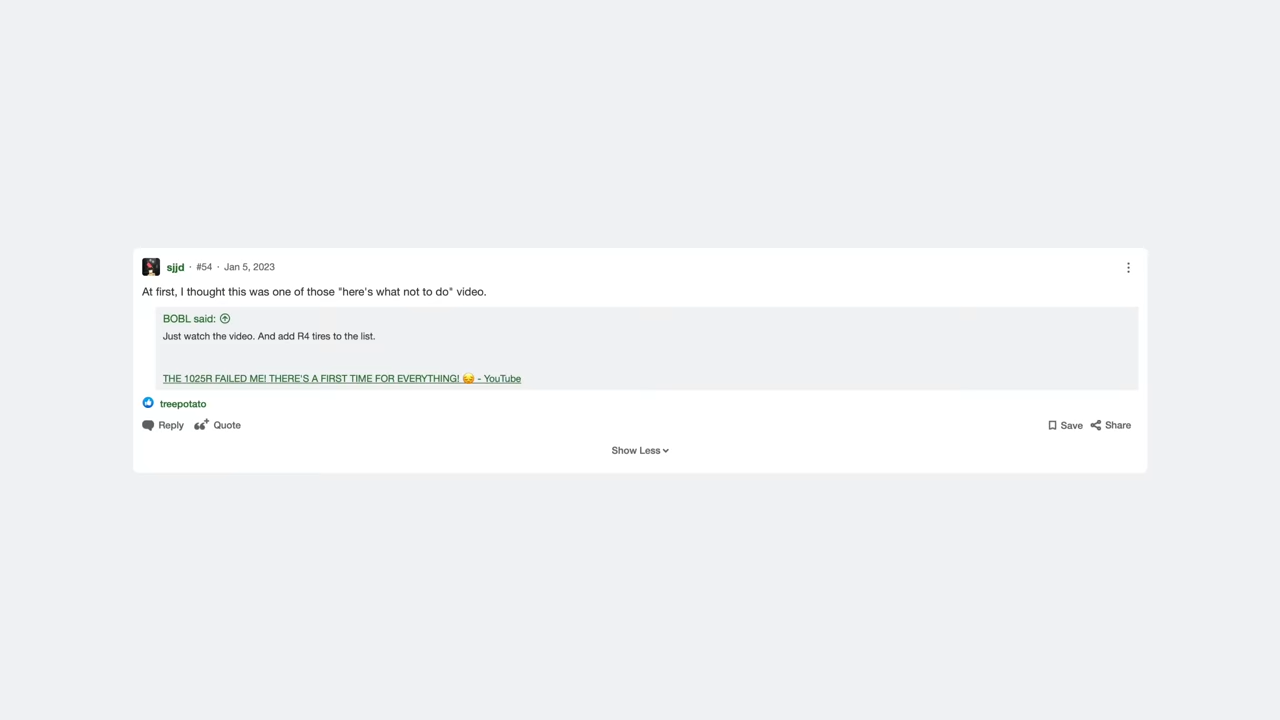 sjjd · #54 · Jan 5, 2023
At first, I thought this was one of those "here's what not to do" video.
BOBL said:
Just watch the video. And add R4 tires to the list.
THE 1025R FAILED ME! THERE'S A FIRST TIME FOR EVERYTHING! 😔 - YouTube
treepotato
Reply Quote Save Share
Show Less